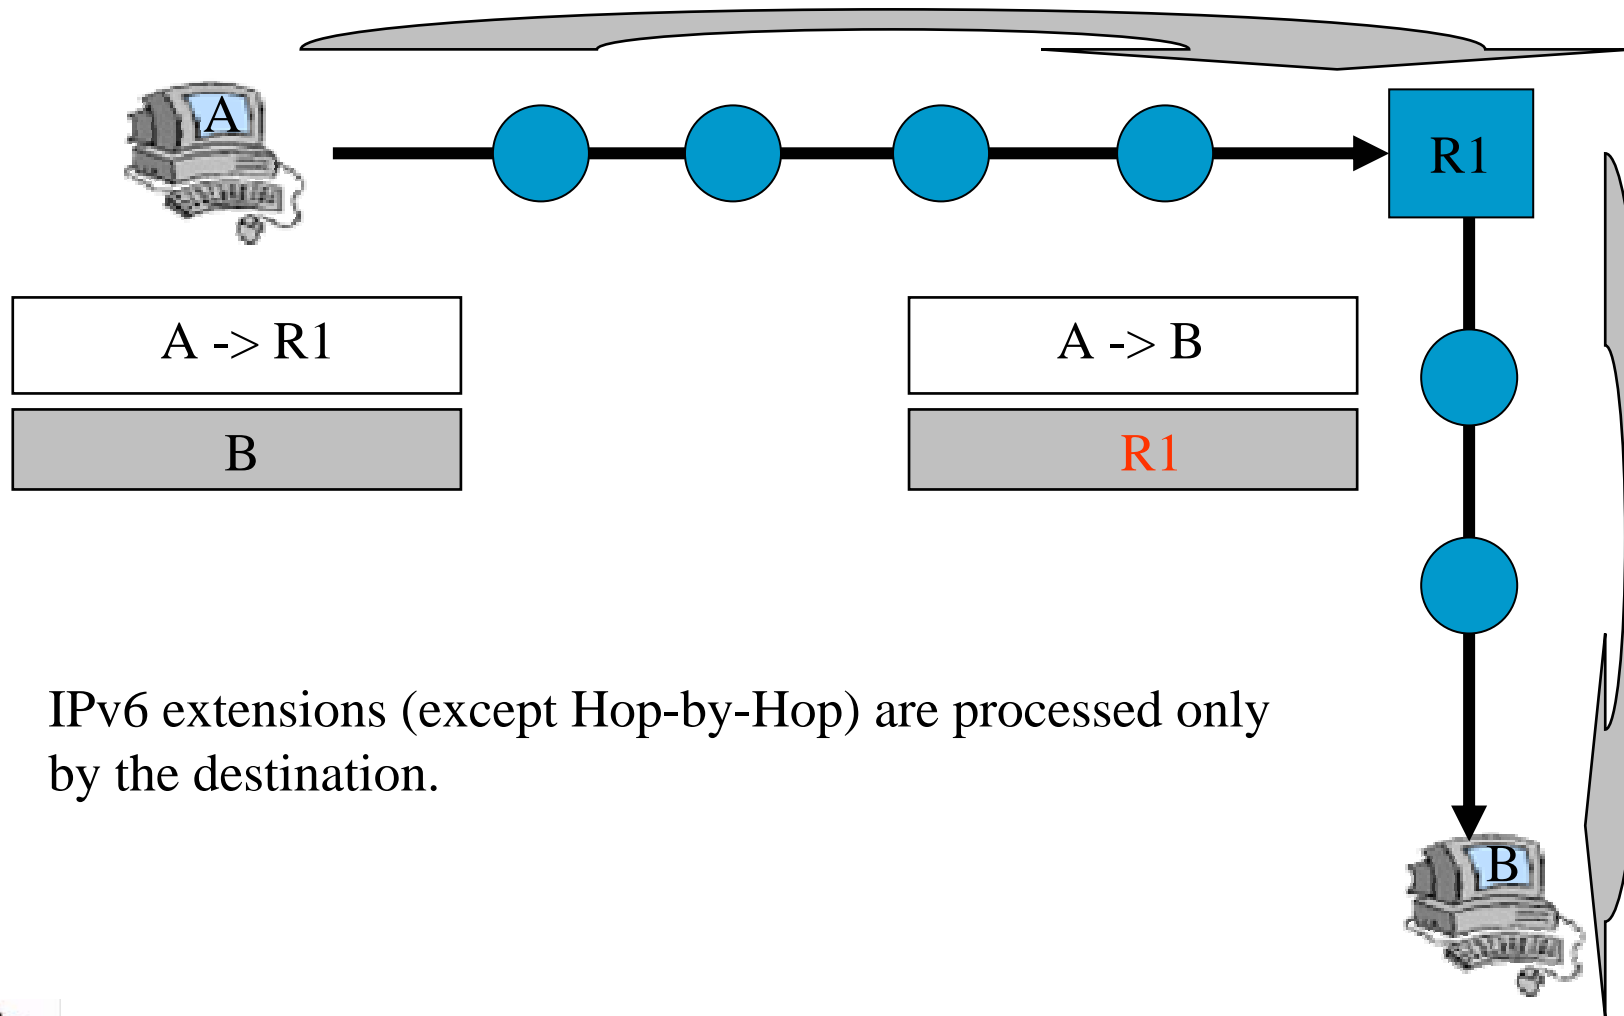 A
R1
A -> R1
A -> B
B
R1
IPv6 extensions (except Hop-by-Hop) are processed only
by the destination.
B